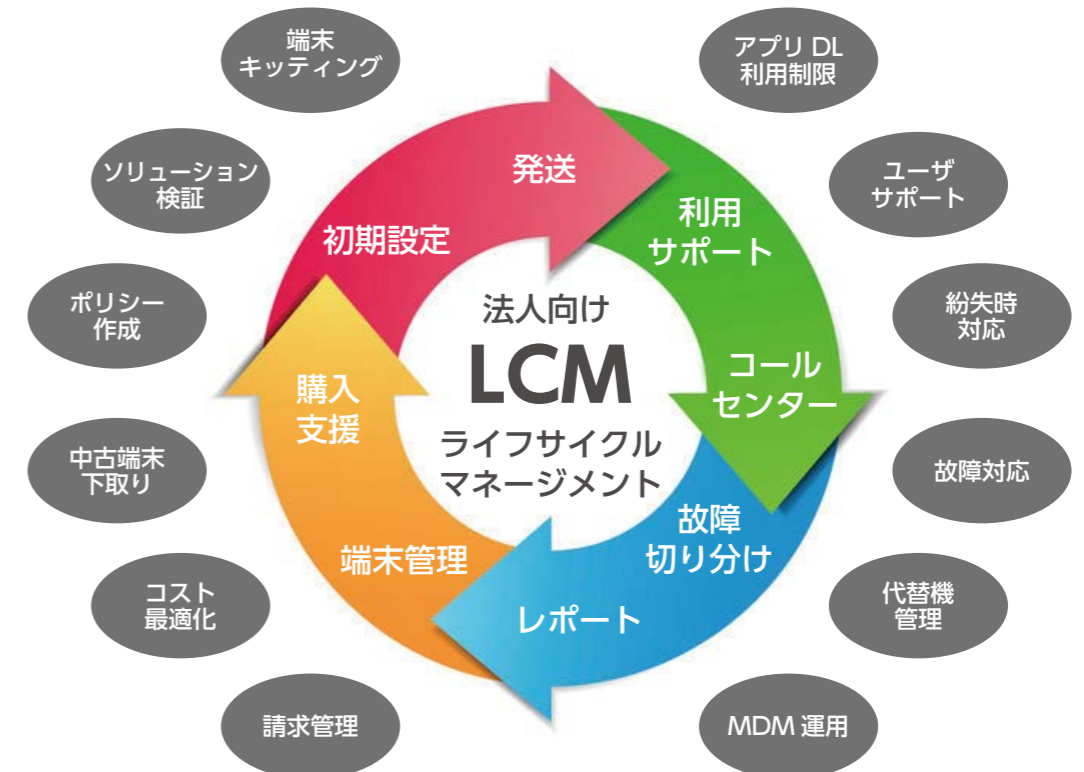 端末
キッティング
アプリ DL
利用制限
ソリューション
検証
ユーザ
サポート
ポリシー
作成
紛失時
対応
中古端末
下取り
故障対応
コスト
最適化
代替機
管理
請求管理
MDM 運用
発送
初期設定
利用
サポート
コール
センター
故障
切り分け
レポート
端末管理
購入
支援
法人向け
LCM
ライフサイクル
マネージメント